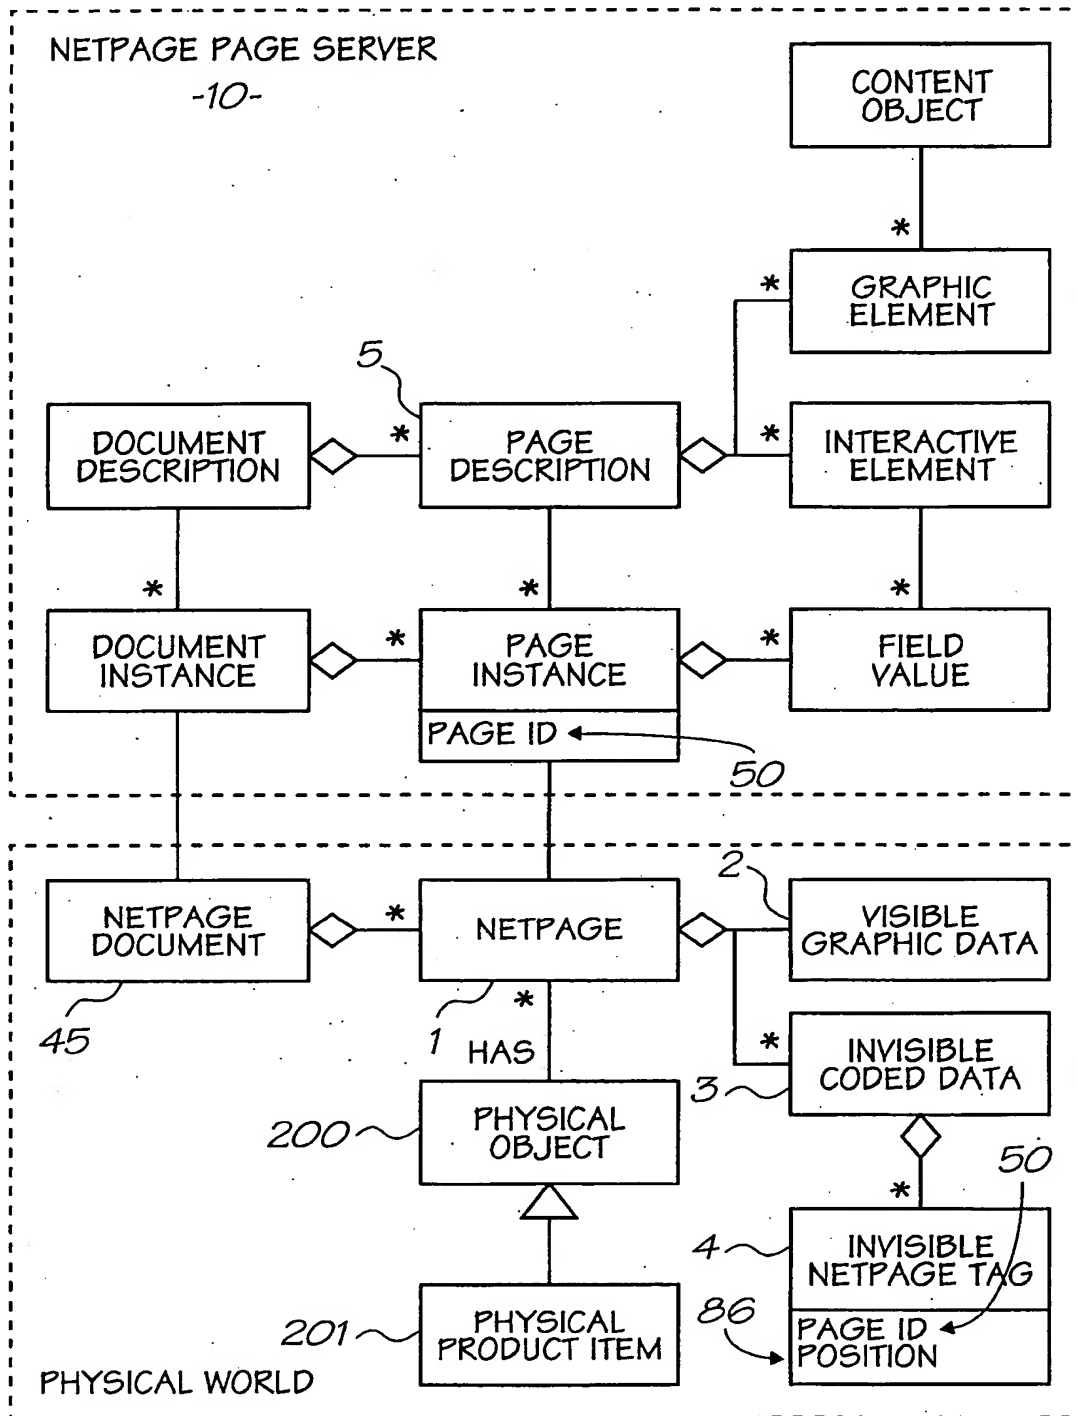 NETPAGE PAGE SERVER
-10-
CONTENT
OBJECT
*
GRAPHIC
ELEMENT
*
5
DOCUMENT
DESCRIPTION
*
PAGE
DESCRIPTION
*
INTERACTIVE
ELEMENT
*
*
*
DOCUMENT
INSTANCE
*
PAGE
INSTANCE
*
FIELD
VALUE
PAGE ID
50
2
NETPAGE
DOCUMENT
*
NETPAGE
VISIBLE
GRAPHIC DATA
45
1
*
HAS
*
INVISIBLE
CODED DATA
3
200
PHYSICAL
OBJECT
50
*
4
INVISIBLE
NETPAGE TAG
201
PHYSICAL
PRODUCT ITEM
86
PAGE ID
POSITION
PHYSICAL WORLD